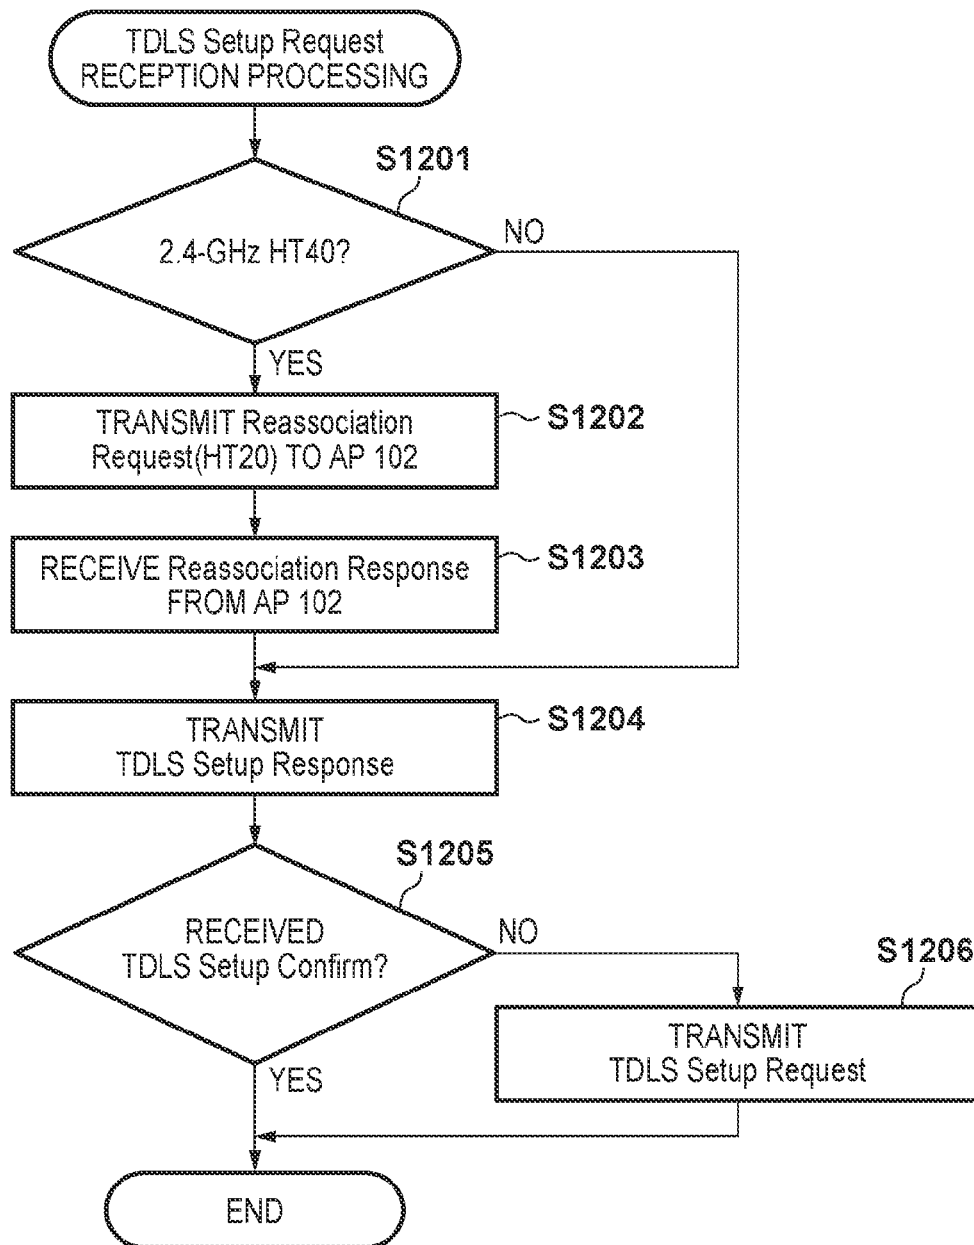 TDLS Setup Request
RECEPTION PROCESSING
S1201
2.4-GHz HT40?
NO
YES
TRANSMIT Reassociation
Request(HT20) TO AP 102
S1202
RECEIVE Reassociation Response
FROM AP 102
S1203
TRANSMIT
TDLS Setup Response
S1204
S1205
RECEIVED
TDLS Setup Confirm?
NO
S1206
TRANSMIT
TDLS Setup Request
YES
END